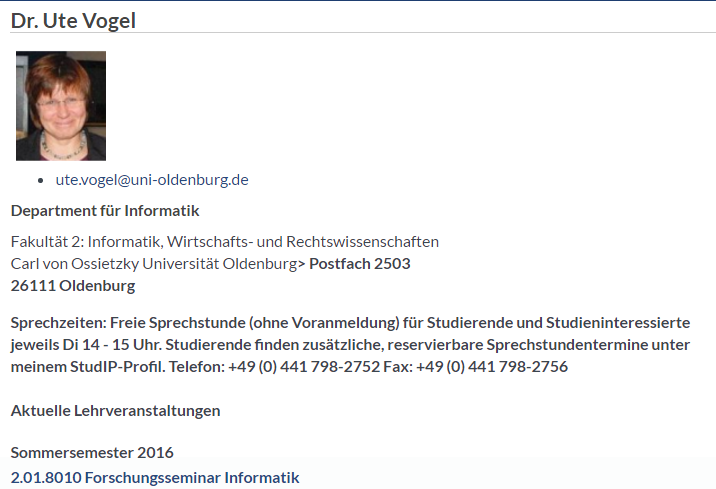 Dr. Ute Vogel
ute.vogel@uni-oldenburg.de
Department für Informatik
Fakultät 2: Informatik, Wirtschafts- und Rechtswissenschaften
Carl von Ossietzky Universität Oldenburg> Postfach 2503
26111 Oldenburg
Sprechzeiten: Freie Sprechstunde (ohne Voranmeldung) für Studierende und Studieninteressierte
jeweils Di 14 - 15 Uhr. Studierende finden zusätzliche, reservierbare Sprechstundentermine unter
meinem StudIP-Profil. Telefon: +49 (0) 441 798-2752 Fax: +49 (0) 441 798-2756
Aktuelle Lehrveranstaltungen
Sommersemester 2016
2.01.8010 Forschungsseminar Informatik